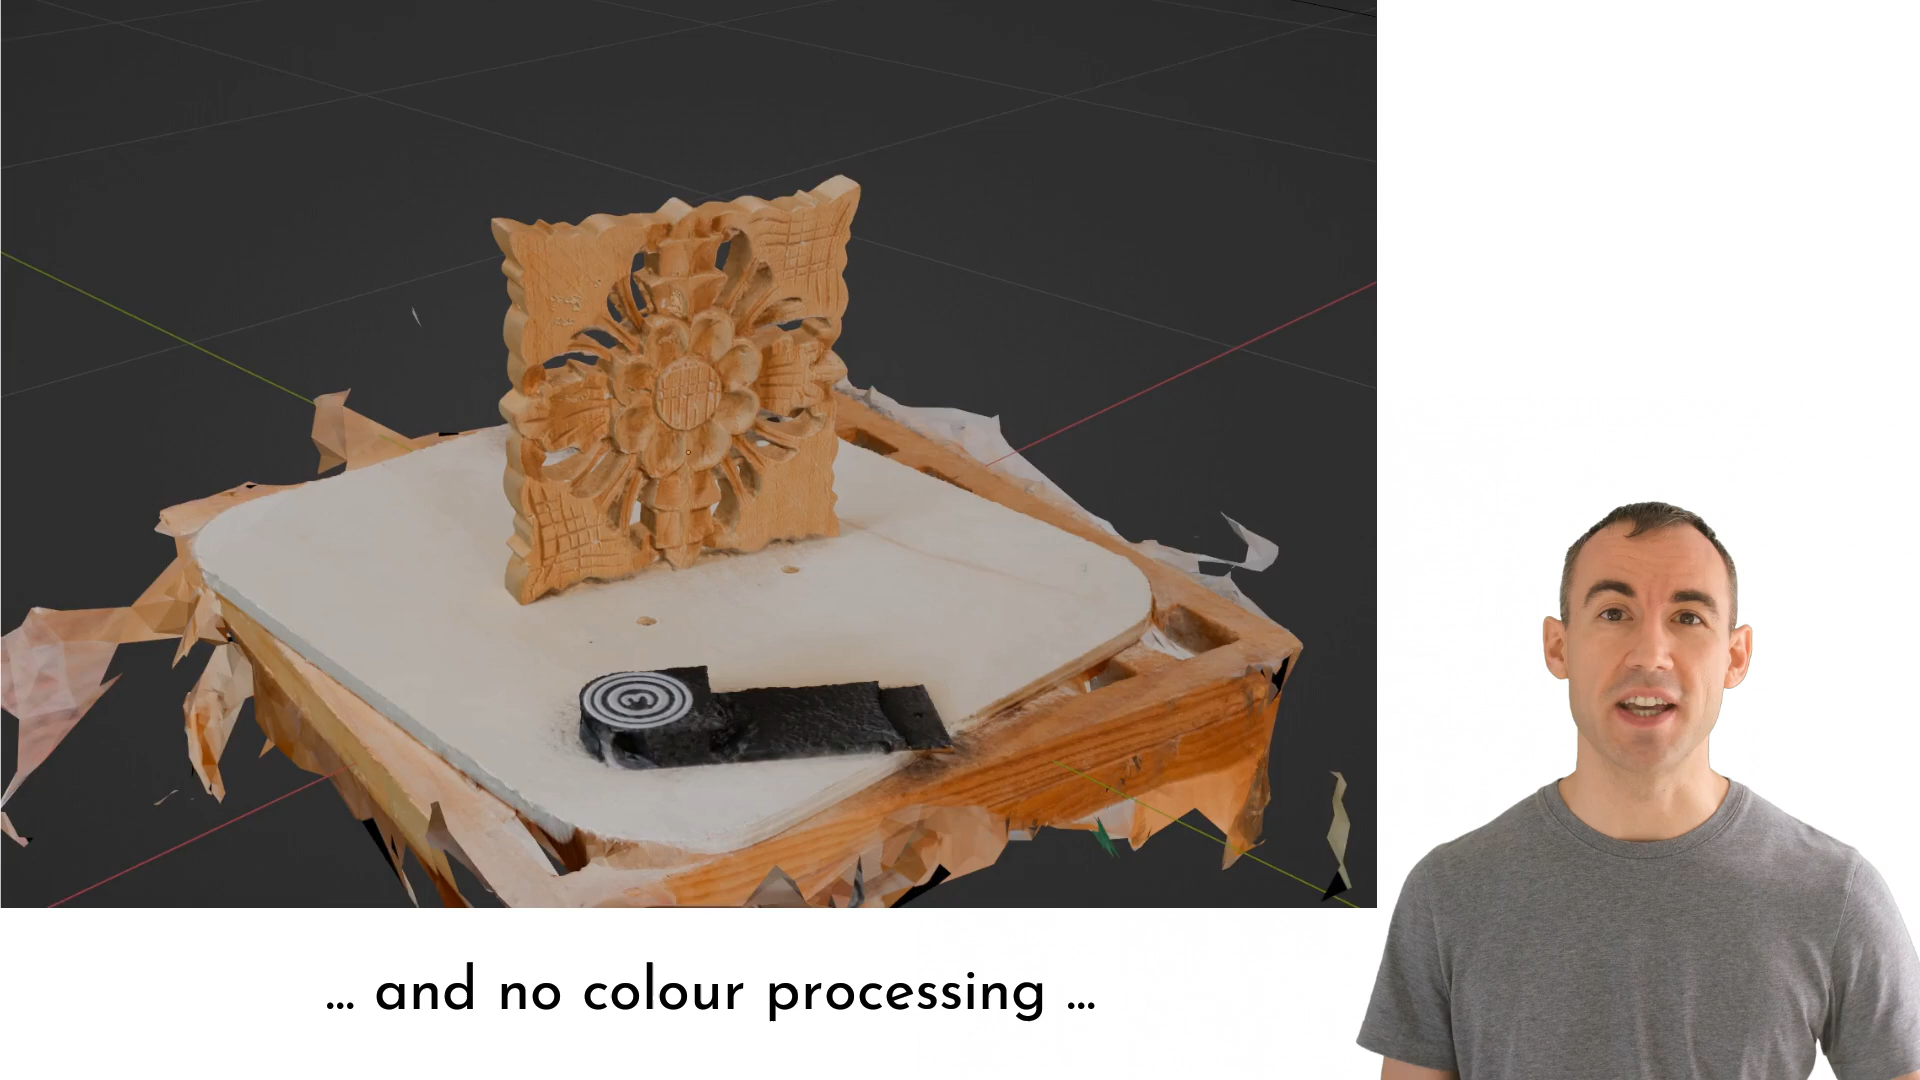 ... and no colour processing ...